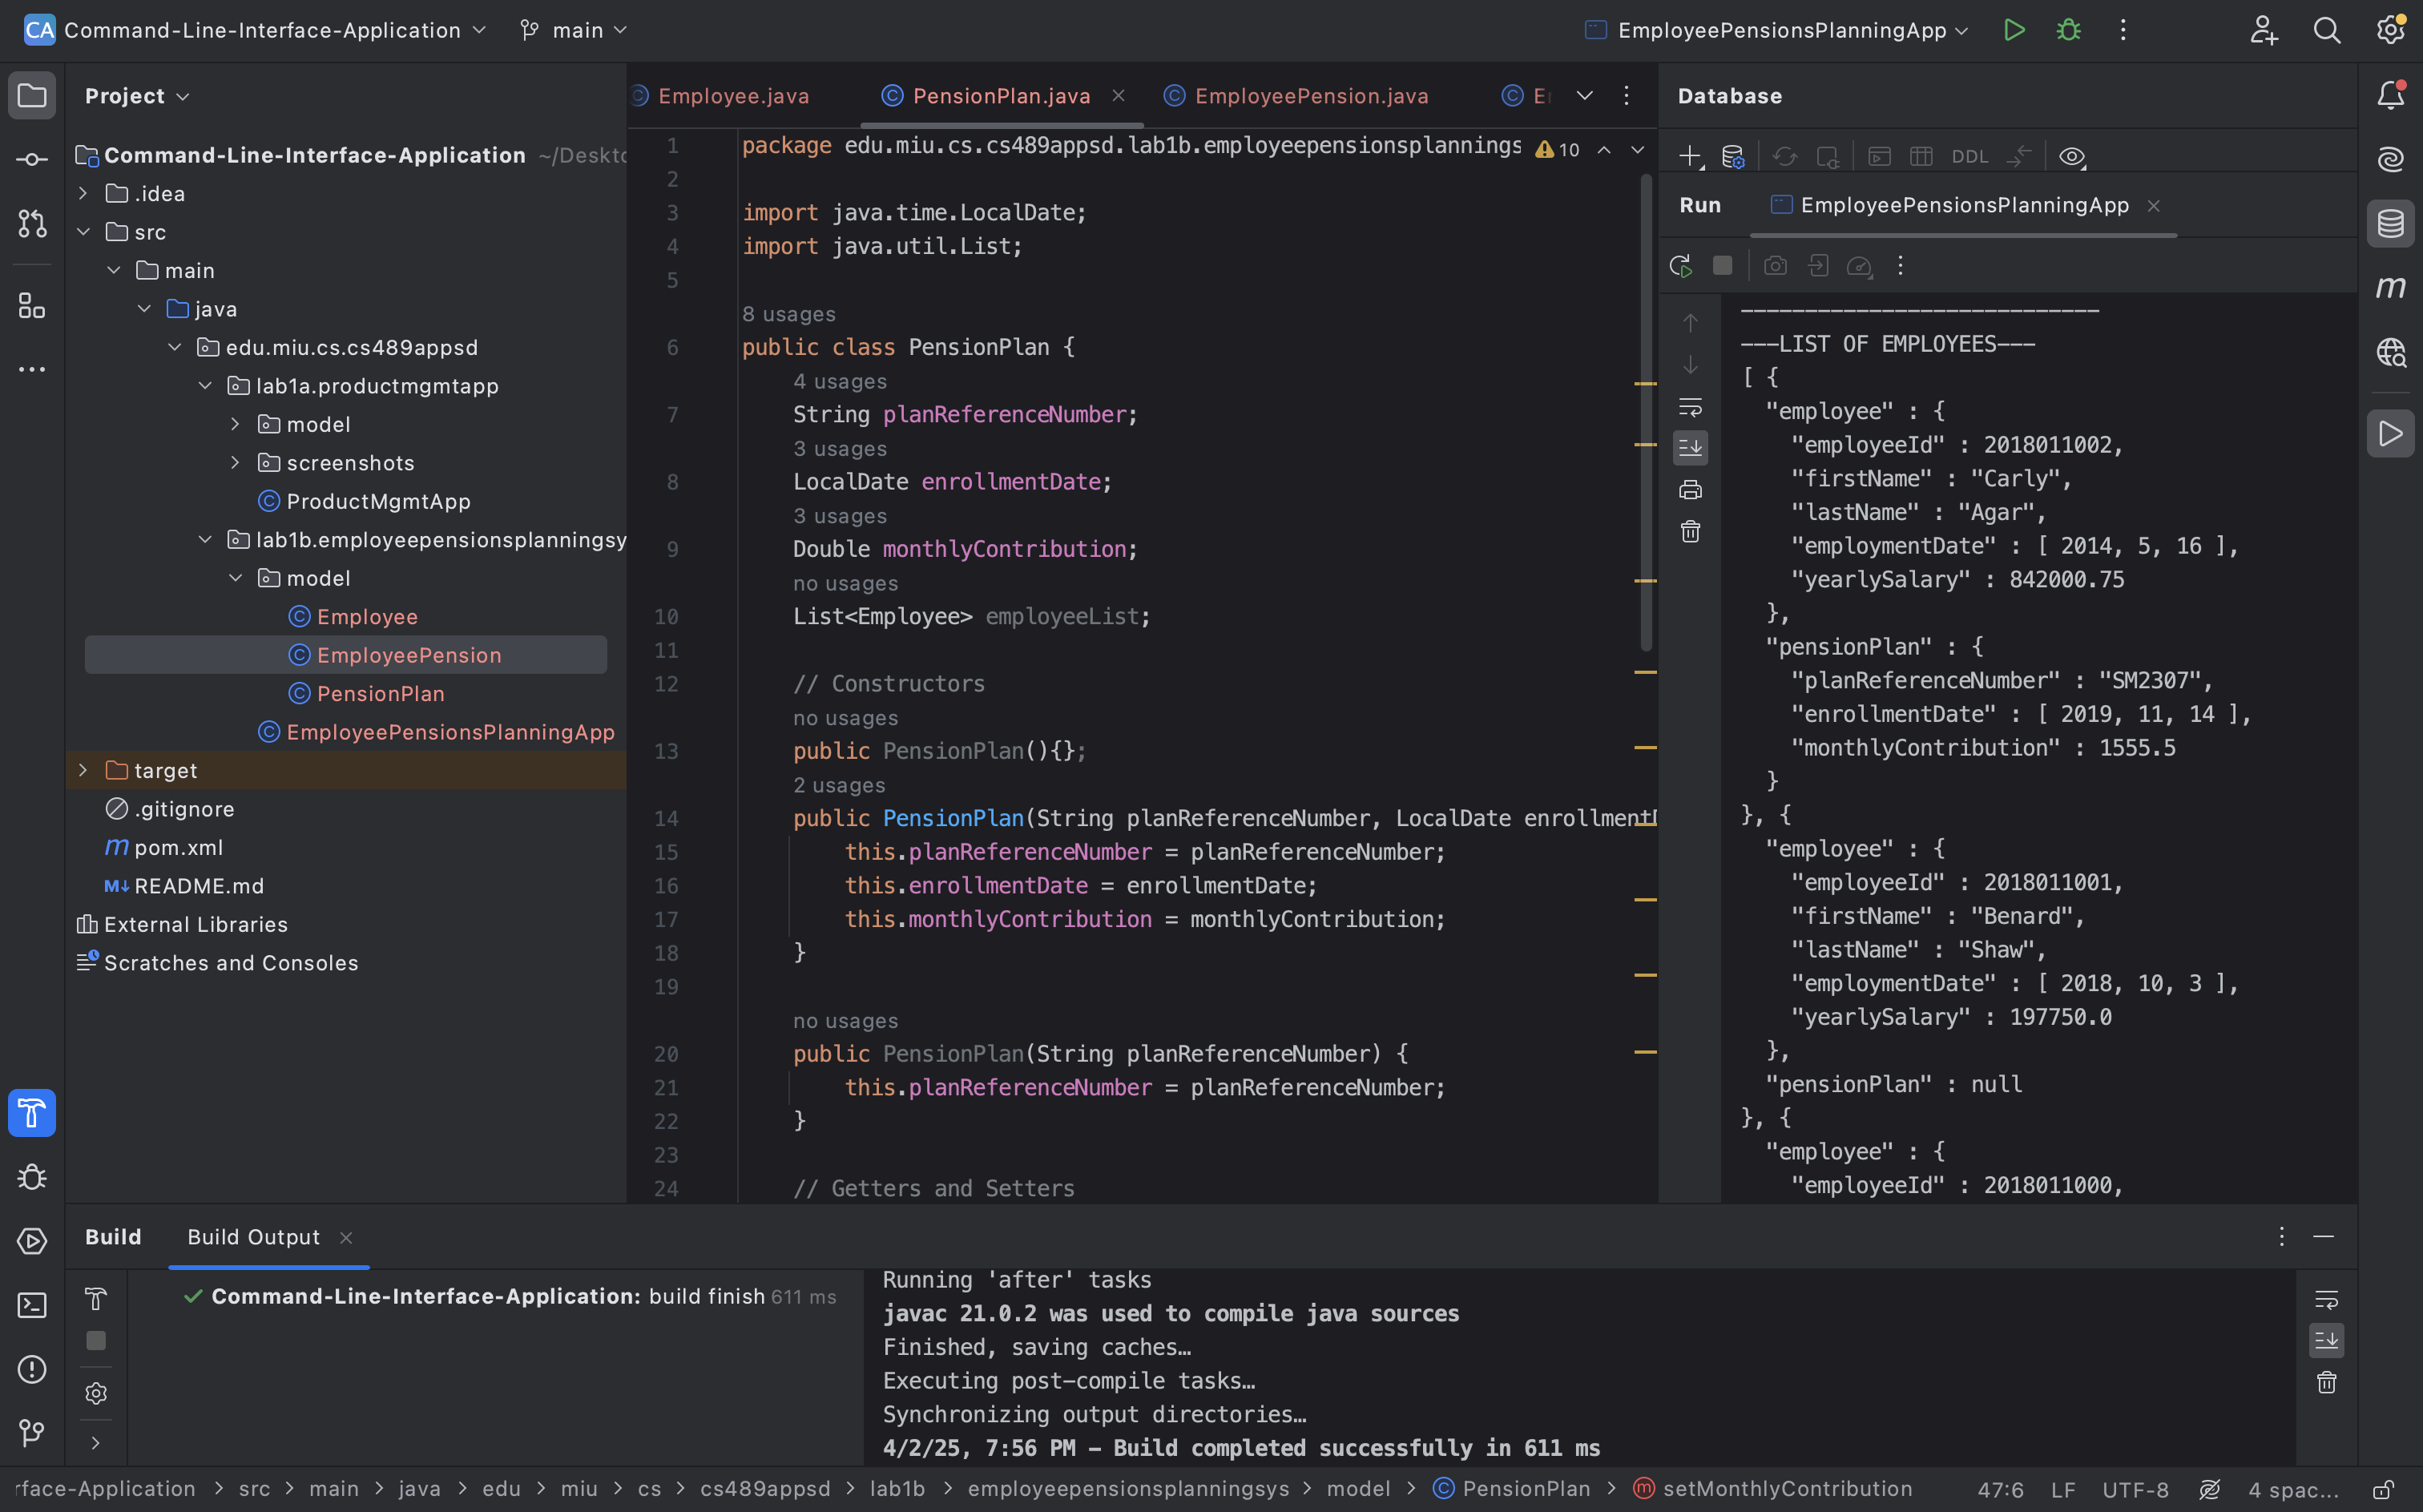 CA Command-Line-Interface-Application main EmployeePensionsPlanningApp
Project
Command-Line-Interface-Application ~/Deskto
.idea
src
main
java
edu.miu.cs.cs489appsd
lab1a.productmgmtapp
model
screenshots
ProductMgmtApp
lab1b.employeepensionsplanningsy
model
Employee
EmployeePension
PensionPlan
EmployeePensionsPlanningApp
target
.gitignore
pom.xml
README.md
External Libraries
Scratches and Consoles
Employee.java PensionPlan.java EmployeePension.java E
1 package edu.miu.cs.cs489appsd.lab1b.employeepensionsplannings 10
2
3 import java.time.LocalDate;
4 import java.util.List;
5
8 usages
6 public class PensionPlan {
4 usages
7 String planReferenceNumber;
3 usages
8 LocalDate enrollmentDate;
3 usages
9 Double monthlyContribution;
no usages
10 List<Employee> employeeList;
11
12 // Constructors
no usages
13 public PensionPlan(){};
2 usages
14 public PensionPlan(String planReferenceNumber, LocalDate enrollmentD
15 this.planReferenceNumber = planReferenceNumber;
16 this.enrollmentDate = enrollmentDate;
17 this.monthlyContribution = monthlyContribution;
18 }
19
no usages
20 public PensionPlan(String planReferenceNumber) {
21 this.planReferenceNumber = planReferenceNumber;
22 }
23
24 // Getters and Setters
Database
DDL
Run EmployeePensionsPlanningApp
----------------------------
---LIST OF EMPLOYEES---
[ {
"employee" : {
"employeeId" : 2018011002,
"firstName" : "Carly",
"lastName" : "Agar",
"employmentDate" : [ 2014, 5, 16 ],
"yearlySalary" : 842000.75
},
"pensionPlan" : {
"planReferenceNumber" : "SM2307",
"enrollmentDate" : [ 2019, 11, 14 ],
"monthlyContribution" : 1555.5
}
}, {
"employee" : {
"employeeId" : 2018011001,
"firstName" : "Benard",
"lastName" : "Shaw",
"employmentDate" : [ 2018, 10, 3 ],
"yearlySalary" : 197750.0
},
"pensionPlan" : null
}, {
"employee" : {
"employeeId" : 2018011000,
Build Build Output
Command-Line-Interface-Application: build finish 611 ms
Running 'after' tasks
javac 21.0.2 was used to compile java sources
Finished, saving caches…
Executing post-compile tasks…
Synchronizing output directories…
4/2/25, 7:56 PM - Build completed successfully in 611 ms
rface-Application > src > main > java > edu > miu > cs > cs489appsd > lab1b > employeepensionsplanningsys > model > PensionPlan > setMonthlyContribution 47:6 LF UTF-8 4 spac...